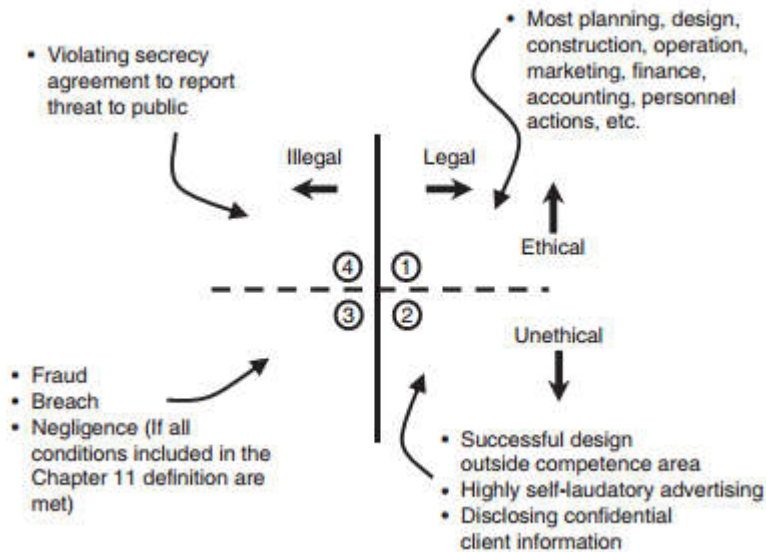 • Violating secrecy
agreement to report
threat to public
• Most planning, design,
construction, operation,
marketing, finance,
accounting, personnel
actions, etc.
Illegal
Legal
Ethical
④ ①
③ ②
Unethical
• Fraud
• Breach
• Negligence (If all
conditions included in the
Chapter 11 definition are
met)
• Successful design
outside competence area
• Highly self-laudatory advertising
• Disclosing confidential
client information